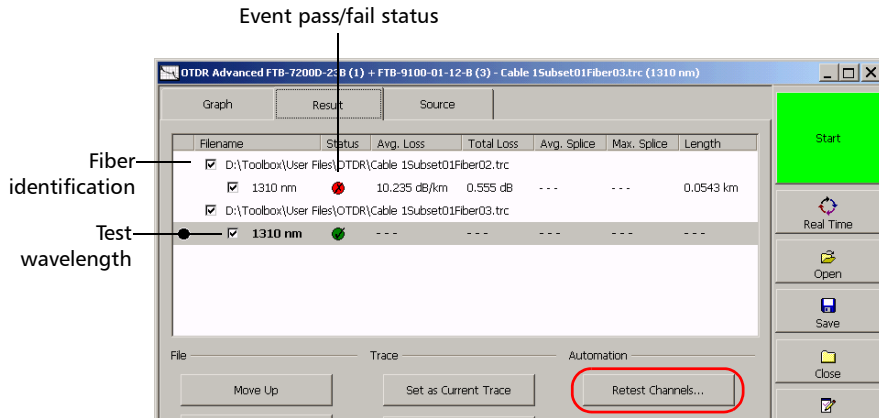 Event pass/fail status
OTDR Advanced FTB-7200D-23B (1) + FTB-9100-01-12-B (3) - Cable 1Subset01Fiber03.trc (1310 nm)
Graph Result Source
Start
Filename Status Avg. Loss Total Loss Avg. Splice Max. Splice Length
Fiber identification
D:\Toolbox\User Files\OTDR\Cable 1Subset01Fiber02.trc
1310 nm 10.235 dB/km 0.555 dB - - - - - - 0.0543 km
D:\Toolbox\User Files\OTDR\Cable 1Subset01Fiber03.trc
Test wavelength
1310 nm - - - - - - - - - - - - - - -
Real Time
Open
Save
File Trace Automation
Close
Move Up Set as Current Trace Retest Channels...